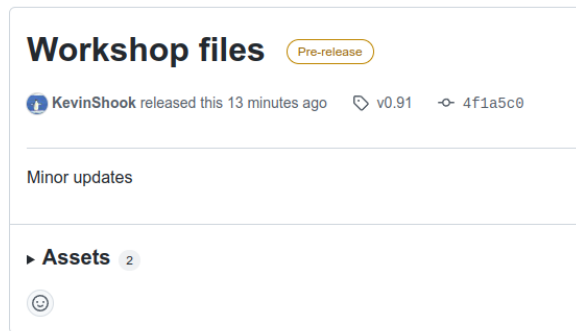 Workshop files Pre-release
KevinShook released this 13 minutes ago v0.91 4f1a5c0
Minor updates
Assets 2